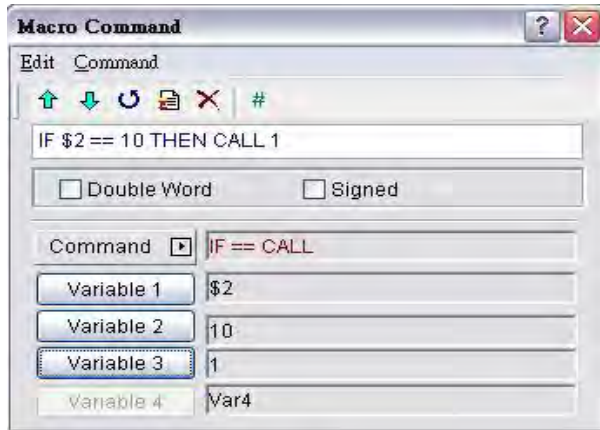 Macro Command
Edit Command
#
IF $2 == 10 THEN CALL 1
Double Word Signed
Command IF == CALL
Variable 1 $2
Variable 2 10
Variable 3 1
Variable 4 Var4